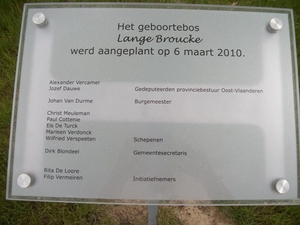 Het geboortebos
Lange Broucke
werd aangeplant op 6 maart 2010.
Alexander Vercamer
Jozef Dauwe Gedeputeerden provinciebestuur Oost-Vlaanderen
Johan Van Durme Burgemeester
Christ Meuleman
Paul Cottenie
Els De Turck
Marleen Verdonck
Wilfried Verspeeten Schepenen
Dirk Blondeel Gemeentesecretaris
Rita De Loore
Filip Vermeiren Initiatiefnemers